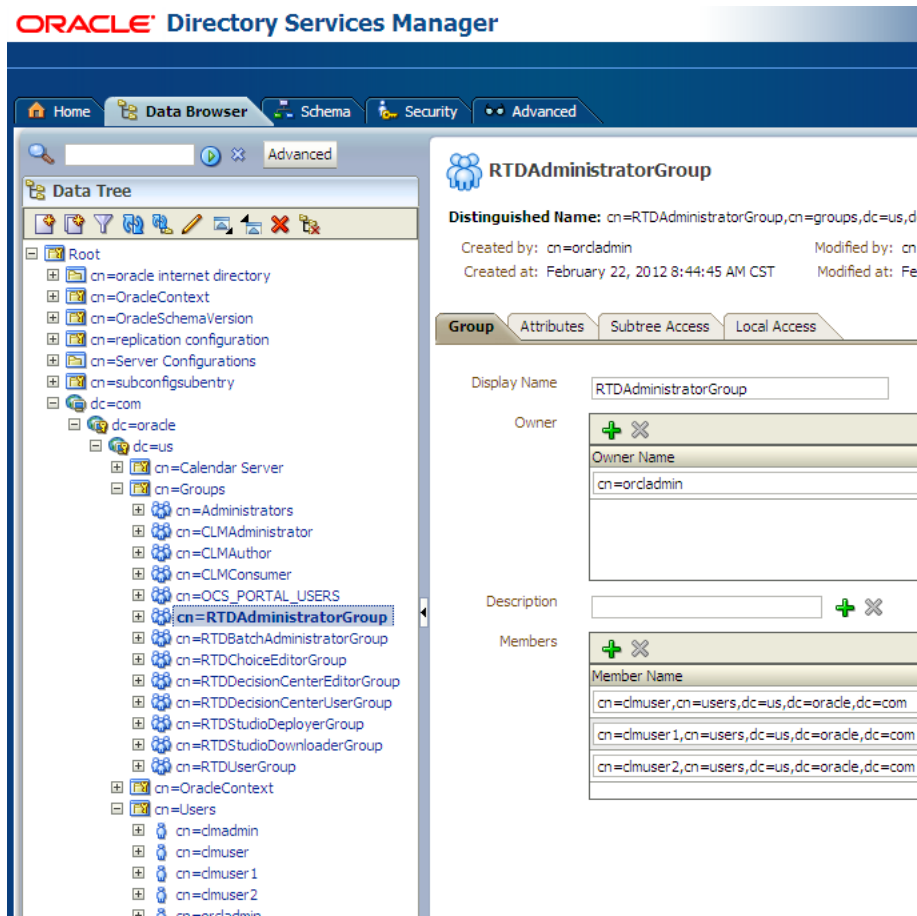 ORACLE Directory Services Manager
Home Data Browser Schema Security Advanced
Advanced
Data Tree
Root
cn=oracle internet directory
cn=OracleContext
cn=OracleSchemaVersion
cn=replication configuration
cn=Server Configurations
cn=subconfigsubentry
dc=com
dc=oracle
dc=us
cn=Calendar Server
cn=Groups
cn=Administrators
cn=CLMAdministrator
cn=CLMAuthor
cn=CLMConsumer
cn=OCS_PORTAL_USERS
cn=RTDAdministratorGroup
cn=RTDBatchAdministratorGroup
cn=RTDChoiceEditorGroup
cn=RTDDecisionCenterEditorGroup
cn=RTDDecisionCenterUserGroup
cn=RTDStudioDeployerGroup
cn=RTDStudioDownloaderGroup
cn=RTDUserGroup
cn=OracleContext
cn=Users
cn=clmadmin
cn=clmuser
cn=clmuser1
cn=clmuser2
cn=orcladmin
RTDAdministratorGroup
Distinguished Name: cn=RTDAdministratorGroup,cn=groups,dc=us,d
Created by: cn=orcladmin Modified by: cn
Created at: February 22, 2012 8:44:45 AM CST Modified at: Fe
Group Attributes Subtree Access Local Access
Display Name RTDAdministratorGroup
Owner
Owner Name
cn=orcladmin
Description
Members
Member Name
cn=clmuser,cn=users,dc=us,dc=oracle,dc=com
cn=clmuser1,cn=users,dc=us,dc=oracle,dc=com
cn=clmuser2,cn=users,dc=us,dc=oracle,dc=com